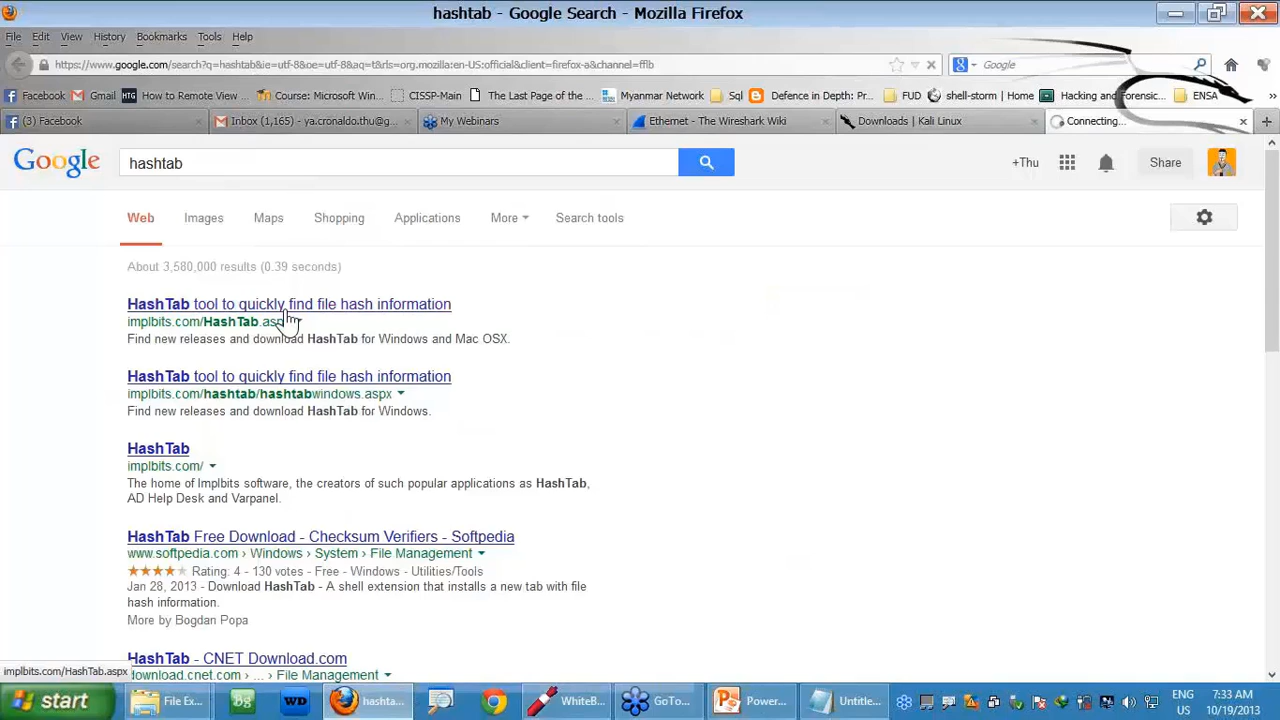 hashtab - Google Search - Mozilla Firefox
File Edit View History Bookmarks Tools Help
https://www.google.com/search?q=hashtab&ie=utf-8&oe=utf-8&aq=t&rls=org.mozilla:en-US:official&client=firefox-a&channel=fflb
Google
Facebook Gmail HTG How to Remote View ... Course: Microsoft Win... CISSP-Main Last Page of the ... Myanmar Network Sql Defence in Depth: Pa... FUD shell-storm | Home Hacking and Forensic... ENSA »
(3) Facebook Inbox (1,165) - ya.cronaldo.thu@g... My Webinars Ethernet - The Wireshark Wiki Downloads | Kali Linux Connecting...
Google hashtab +Thu Share
Web Images Maps Shopping Applications More Search tools
About 3,580,000 results (0.39 seconds)
HashTab tool to quickly find file hash information
implbits.com/HashTab.asp
Find new releases and download HashTab for Windows and Mac OSX.
HashTab tool to quickly find file hash information
implbits.com/hashtab/hashtabwindows.aspx
Find new releases and download HashTab for Windows.
HashTab
implbits.com/
The home of Implbits software, the creators of such popular applications as HashTab,
AD Help Desk and Varpanel.
HashTab Free Download - Checksum Verifiers - Softpedia
www.softpedia.com › Windows › System › File Management
Rating: 4 - 130 votes - Free - Windows - Utilities/Tools
Jan 28, 2013 - Download HashTab - A shell extension that installs a new tab with file
hash information.
More by Bogdan Popa
HashTab - CNET Download.com
download.cnet.com › ... › File Management
implbits.com/HashTab.aspx
start File Ex... bg WD hashta... WhiteB... GoTo... Power... Untitle... ENG 7:33 AM
US 10/19/2013